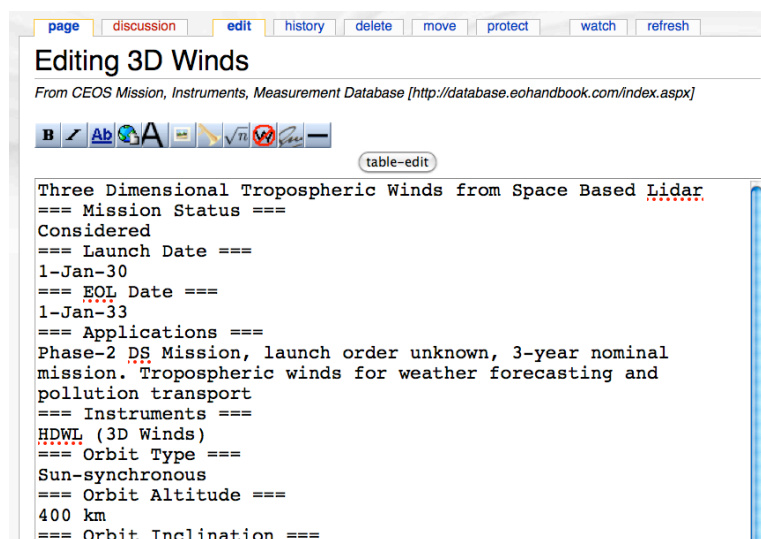 page discussion edit history delete move protect watch refresh
Editing 3D Winds
From CEOS Mission, Instruments, Measurement Database [http://database.eohandbook.com/index.aspx]
B I Ab A √n W
table-edit
Three Dimensional Tropospheric Winds from Space Based Lidar
=== Mission Status ===
Considered
=== Launch Date ===
1-Jan-30
=== EOL Date ===
1-Jan-33
=== Applications ===
Phase-2 DS Mission, launch order unknown, 3-year nominal
mission. Tropospheric winds for weather forecasting and
pollution transport
=== Instruments ===
HDWL (3D Winds)
=== Orbit Type ===
Sun-synchronous
=== Orbit Altitude ===
400 km
=== Orbit Inclination ===